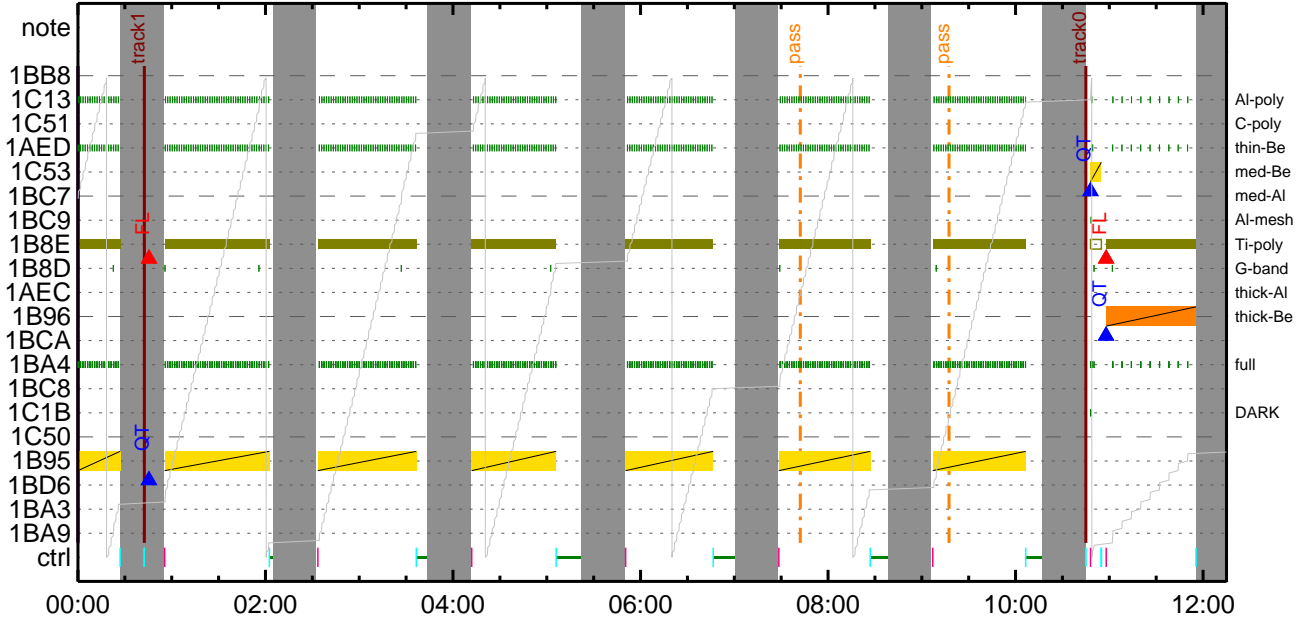 note
track1
pass
pass
track0
1BB8
1C13 Al-poly
1C51 C-poly
1AED thin-Be
QT
1C53 med-Be
1BC7 med-Al
1BC9 Al-mesh
FL
FL
1B8E Ti-poly
1B8D G-band
1AEC thick-Al
QT
1B96 thick-Be
1BCA
1BA4 full
1BC8
1C1B DARK
1C50
QT
1B95
1BD6
1BA3
1BA9
ctrl
00:00 02:00 04:00 06:00 08:00 10:00 12:00